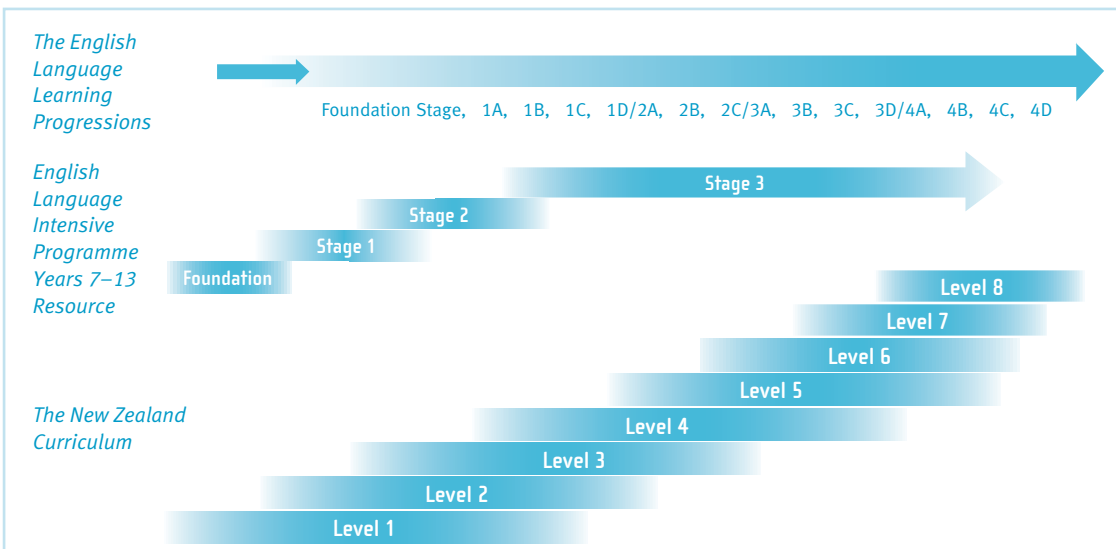 The English
Language
Learning
Progressions
Foundation Stage, 1A, 1B, 1C, 1D/2A, 2B, 2C/3A, 3B, 3C, 3D/4A, 4B, 4C, 4D
English
Language
Intensive
Programme
Years 7–13
Resource
Stage 3
Stage 2
Stage 1
Foundation
The New Zealand
Curriculum
Level 8
Level 7
Level 6
Level 5
Level 4
Level 3
Level 2
Level 1